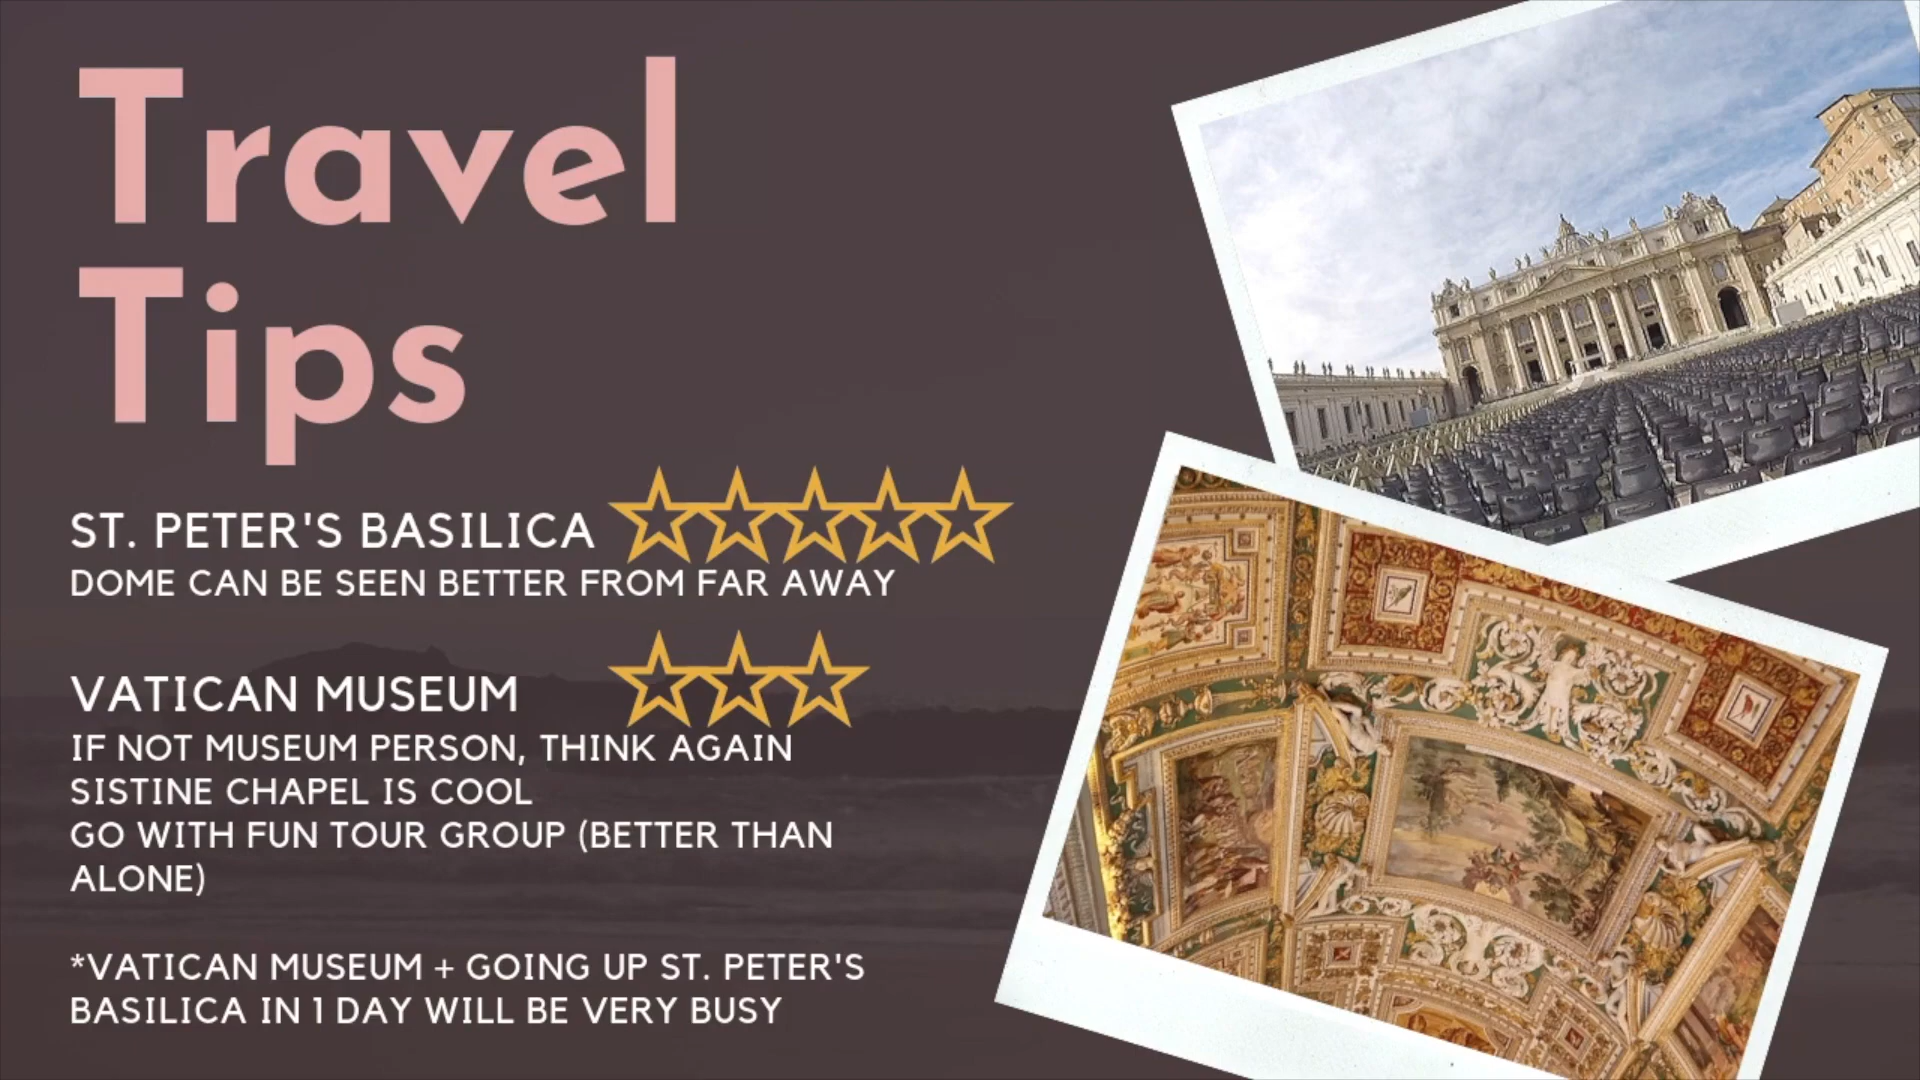 Travel
Tips
ST. PETER'S BASILICA
DOME CAN BE SEEN BETTER FROM FAR AWAY
VATICAN MUSEUM
IF NOT MUSEUM PERSON, THINK AGAIN
SISTINE CHAPEL IS COOL
GO WITH FUN TOUR GROUP (BETTER THAN
ALONE)
*VATICAN MUSEUM + GOING UP ST. PETER'S
BASILICA IN 1 DAY WILL BE VERY BUSY